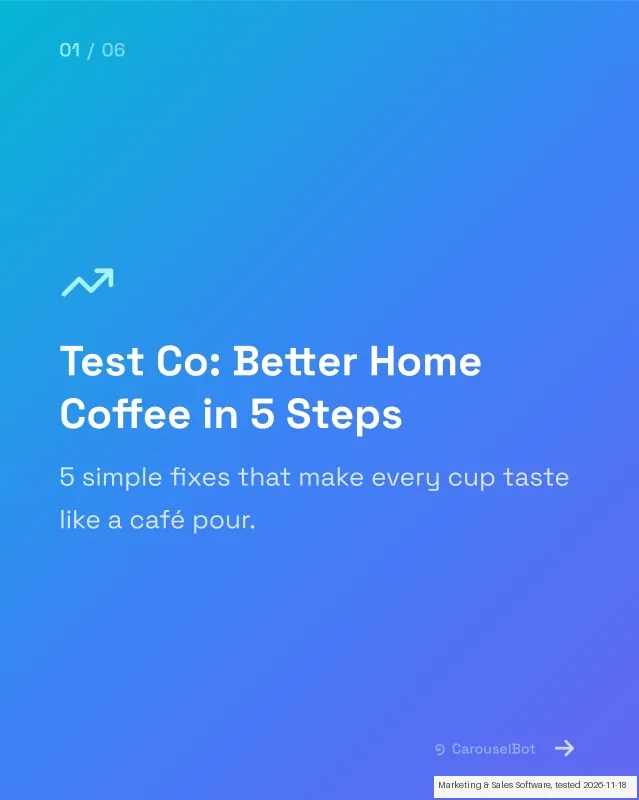 01 / 06
Test Co: Better Home
Coffee in 5 Steps
5 simple fixes that make every cup taste
like a café pour.
CarouselBot
Marketing & Sales Software, tested 2026-11-18